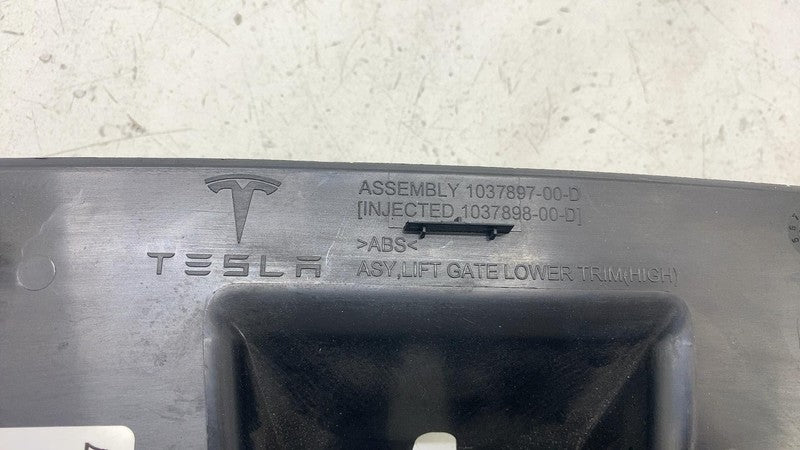 TESLA
ASSEMBLY 1037897-00-D
[INJECTED 1037898-00-D]
>ABS<
ASY,LIFT GATE LOWER TRIM(HIGH)